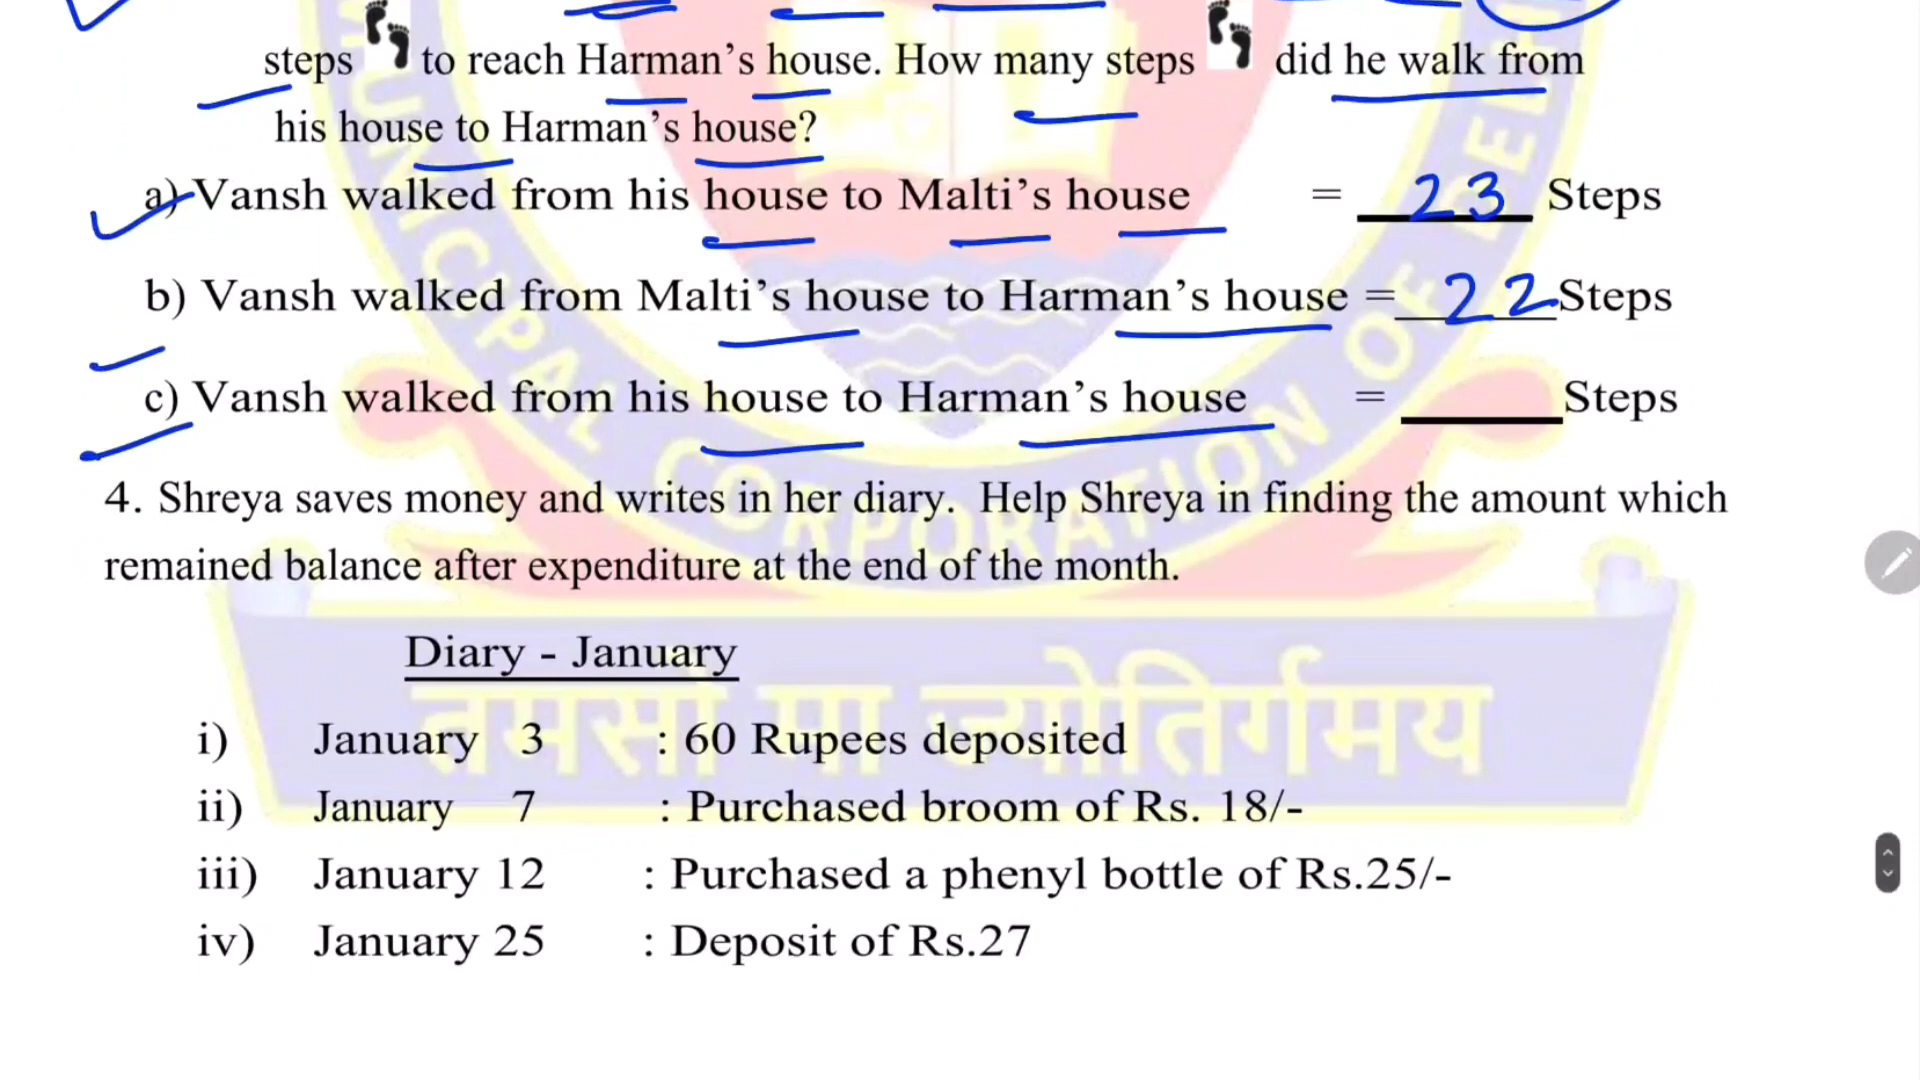 steps to reach Harman's house. How many steps did he walk from
his house to Harman's house?
a) Vansh walked from his house to Malti's house = 23 Steps
b) Vansh walked from Malti's house to Harman's house = 22 Steps
c) Vansh walked from his house to Harman's house = ______ Steps
4. Shreya saves money and writes in her diary. Help Shreya in finding the amount which
remained balance after expenditure at the end of the month.
Diary - January
i) January 3 : 60 Rupees deposited
ii) January 7 : Purchased broom of Rs. 18/-
iii) January 12 : Purchased a phenyl bottle of Rs.25/-
iv) January 25 : Deposit of Rs.27
MUNICIPAL CORPORATION OF DELHI
तमसो मा ज्योतिर्गमय